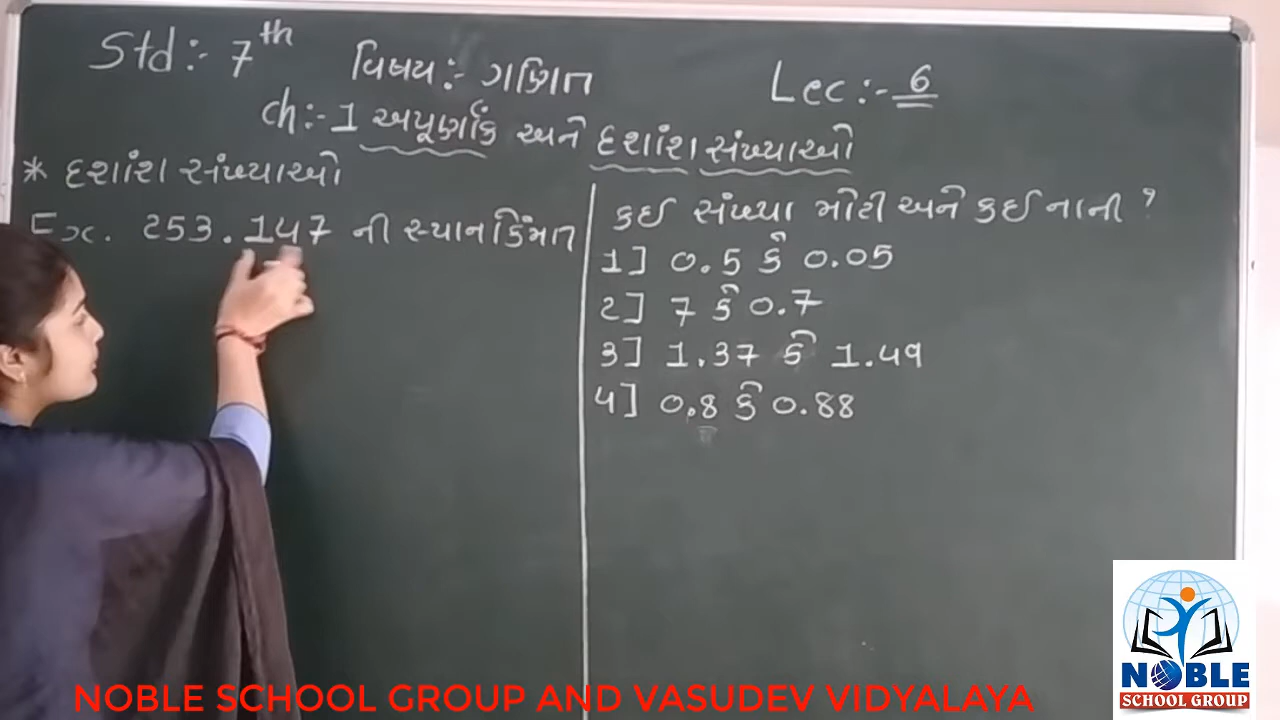 Std:- 7th વિષય:- ગણિત Lec:- 6
ch:- 1 અપૂર્ણાંક અને દશાંશ સંખ્યાઓ
* દશાંશ સંખ્યાઓ
Ex. 253.147 ની સ્થાનકિંમત
કઈ સંખ્યા મોટી અને કઈ નાની ?
1] 0.5 કે 0.05
2] 7 કે 0.7
3] 1.37 કે 1.49
4] 0.8 કે 0.88
NOBLE
SCHOOL GROUP
NOBLE SCHOOL GROUP AND VASUDEV VIDYALAYA